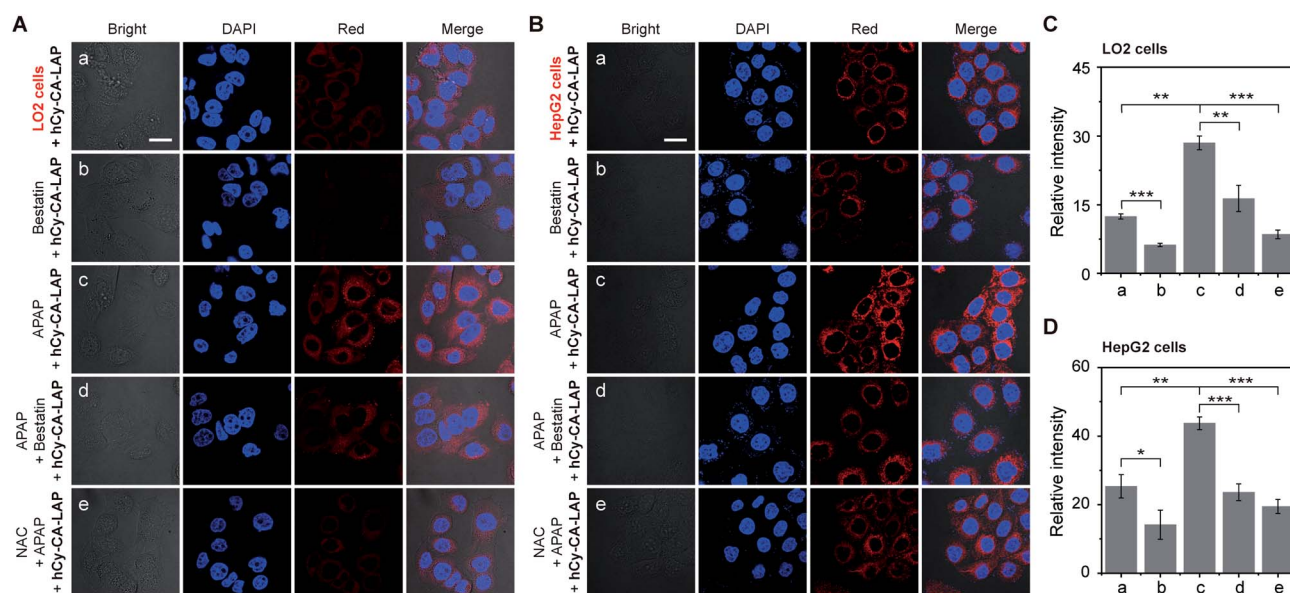 A
Bright
DAPI
Red
Merge
a
LO2 cells
+ hCy-CA-LAP
b
Bestatin
+ hCy-CA-LAP
c
APAP
+ hCy-CA-LAP
d
APAP
+ Bestatin
+ hCy-CA-LAP
e
NAC
+ APAP
+ hCy-CA-LAP
B
Bright
DAPI
Red
Merge
a
HepG2 cells
+ hCy-CA-LAP
b
Bestatin
+ hCy-CA-LAP
c
APAP
+ hCy-CA-LAP
d
APAP
+ Bestatin
+ hCy-CA-LAP
e
NAC
+ APAP
+ hCy-CA-LAP
C
LO2 cells
Relative intensity
45
30
15
0
** ***
**
***
a b c d e
D
HepG2 cells
Relative intensity
60
40
20
0
** ***
***
*
a b c d e